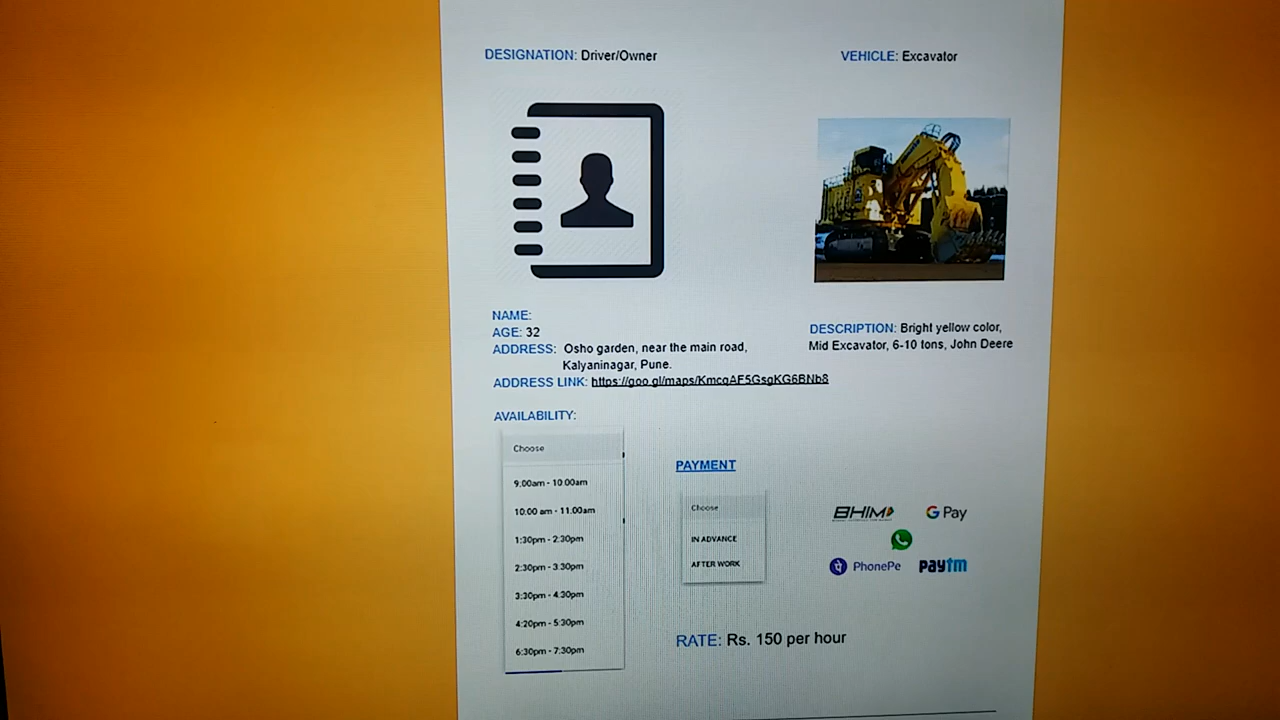 DESIGNATION: Driver/Owner
VEHICLE: Excavator
NAME:
AGE: 32
ADDRESS: Osho garden, near the main road,
Kalyaninagar, Pune.
ADDRESS LINK: https://goo.gl/maps/KmcqAF5GsgKG6BNb8
DESCRIPTION: Bright yellow color,
Mid Excavator, 6-10 tons, John Deere
AVAILABILITY:
Choose
9:00am - 10:00am
10:00 am - 11:00am
1:30pm - 2:30pm
2:30pm - 3:30pm
3:30pm - 4:30pm
4:20pm - 5:30pm
6:30pm - 7:30pm
PAYMENT
Choose
IN ADVANCE
AFTER WORK
BHIM
G Pay
PhonePe
paytm
RATE: Rs. 150 per hour